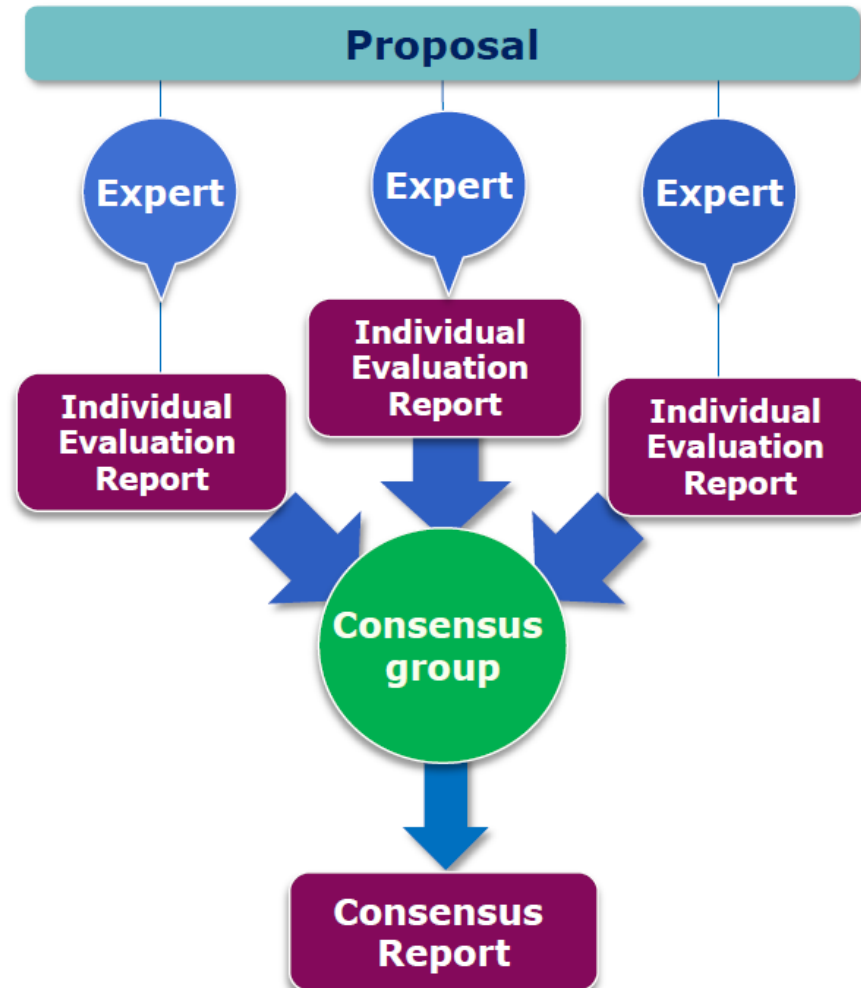 Proposal
Expert
Expert
Expert
Individual
Evaluation
Report
Individual
Evaluation
Report
Individual
Evaluation
Report
Consensus
group
Consensus
Report